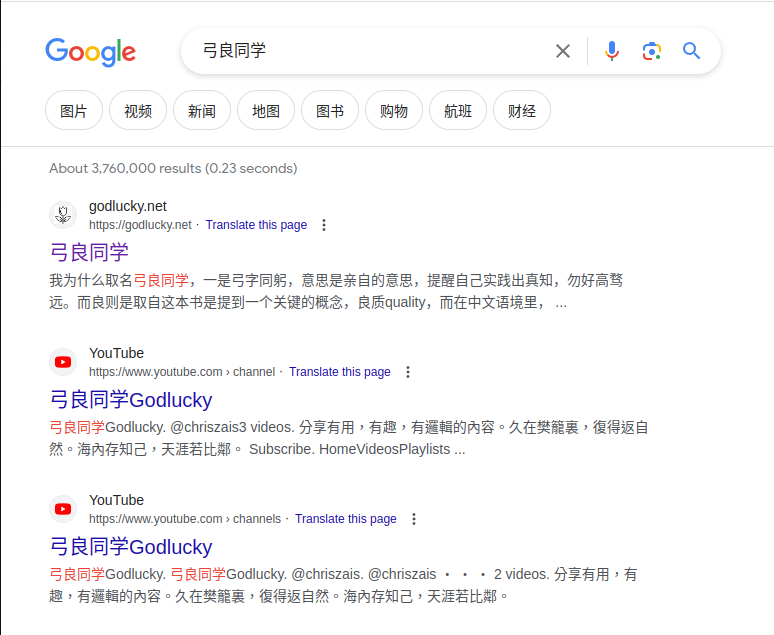 Google
弓良同学
图片 视频 新闻 地图 图书 购物 航班 财经
About 3,760,000 results (0.23 seconds)
godlucky.net
https://godlucky.net · Translate this page
弓良同学
我为什么取名弓良同学，一是弓字同躬，意思是亲自的意思，提醒自己实践出真知，勿好高骛
远。而良则是取自这本书是提到一个关键的概念，良质quality，而在中文语境里， ...
YouTube
https://www.youtube.com › channel · Translate this page
弓良同学Godlucky
弓良同学Godlucky. @chriszais3 videos. 分享有用，有趣，有邏輯的內容。久在樊籠裏，復得返自
然。海內存知己，天涯若比鄰。 Subscribe. HomeVideosPlaylists ...
YouTube
https://www.youtube.com › channels · Translate this page
弓良同学Godlucky
弓良同学Godlucky. 弓良同学Godlucky. @chriszais. @chriszais · · · 2 videos. 分享有用，有
趣，有邏輯的內容。久在樊籠裏，復得返自然。海內存知己，天涯若比鄰。